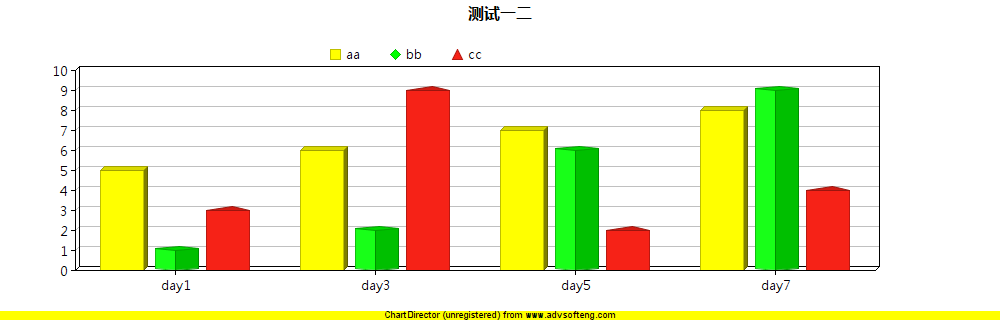 测试一二
aa bb cc
10
9
8
7
6
5
4
3
2
1
0
day1 day3 day5 day7
ChartDirector (unregistered) from www.advsofteng.com